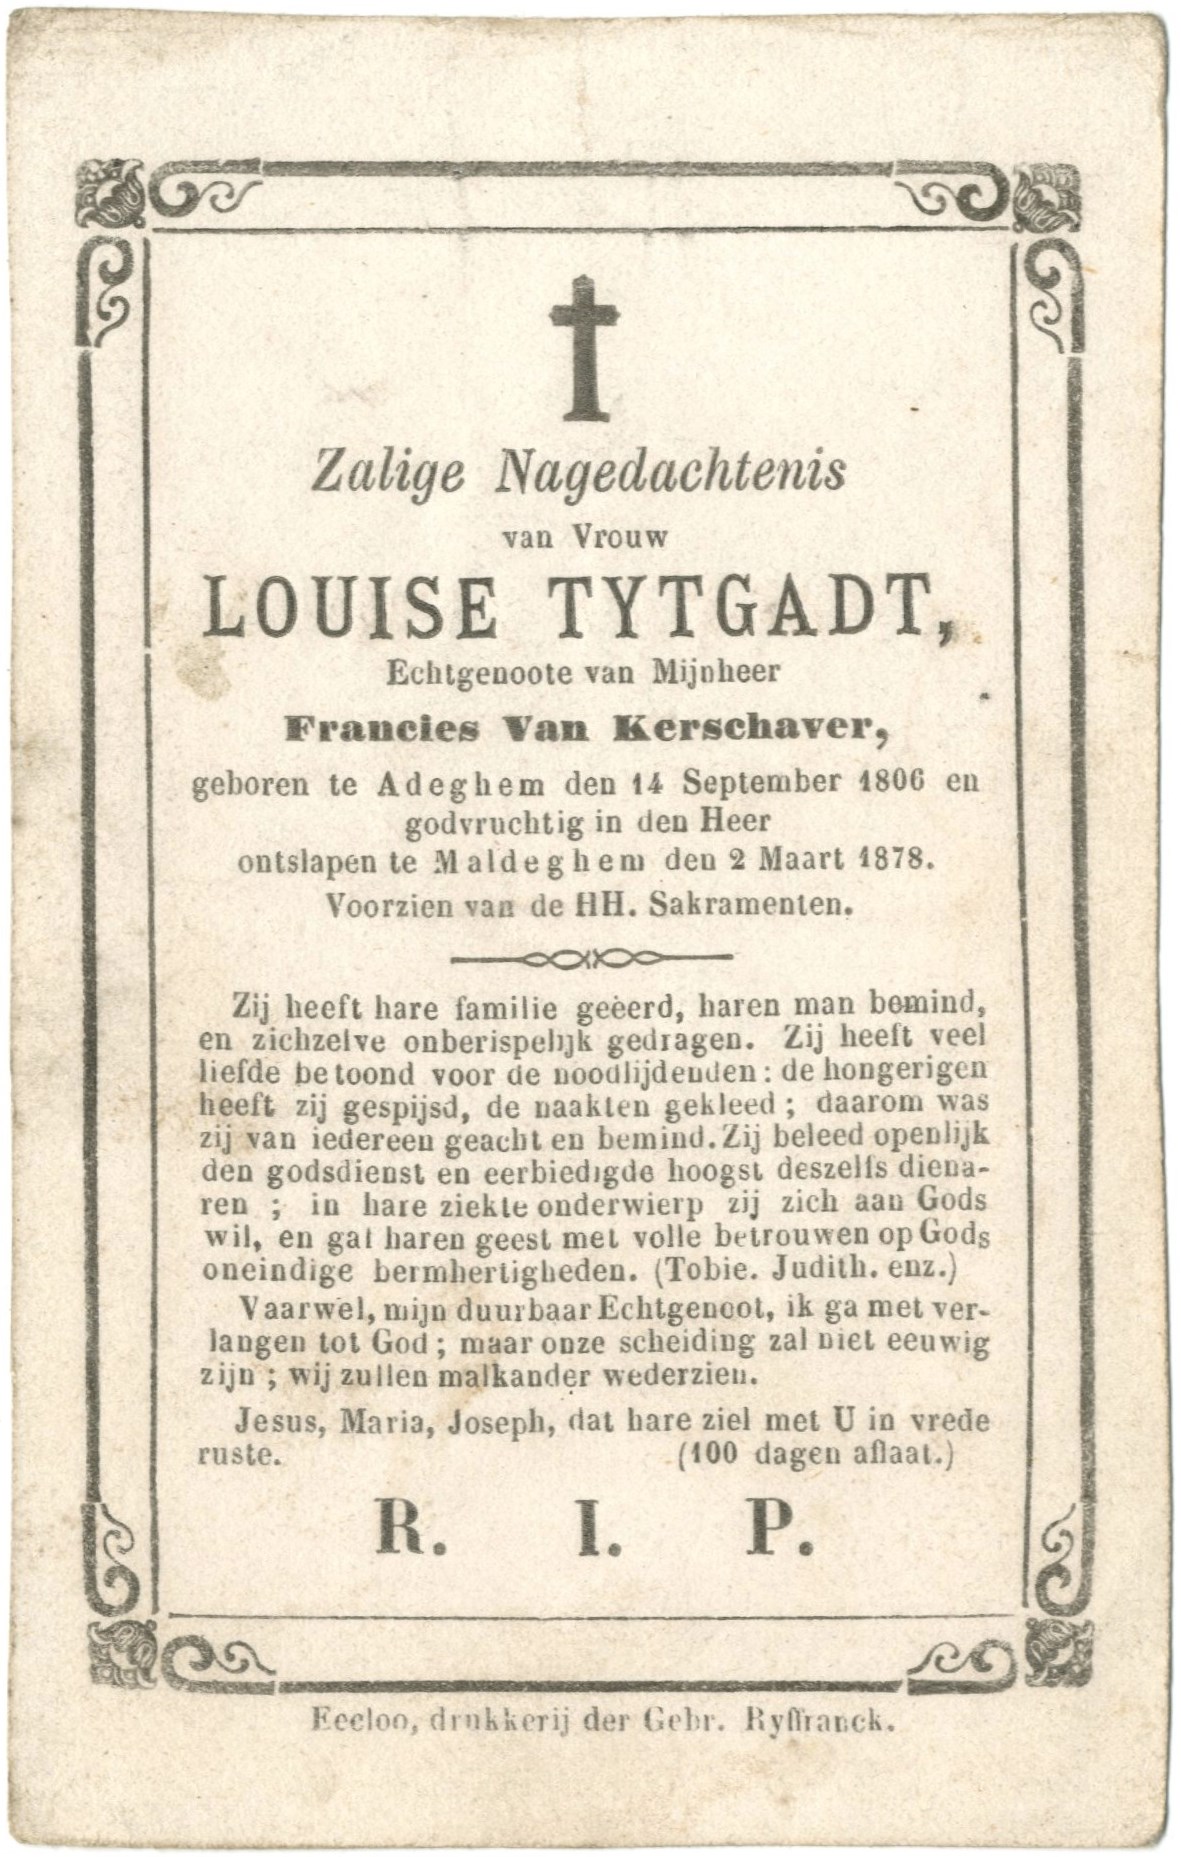 Zalige Nagedachtenis
van Vrouw
LOUISE TYTGADT,
Echtgenoote van Mijnheer
Francies Van Kerschaver,
geboren te Adeghem den 14 September 1806 en
godvruchtig in den Heer
ontslapen te Maldeghem den 2 Maart 1878.
Voorzien van de HH. Sakramenten.
Zij heeft hare familie geëerd, haren man bemind,
en zichzelve onberispelijk gedragen. Zij heeft veel
liefde betoond voor de noodlijdenden: de hongerigen
heeft zij gespijsd, de naakten gekleed; daarom was
zij van iedereen geacht en bemind. Zij beleed openlijk
den godsdienst en eerbiedigde hoogst deszelfs diena-
ren ; in hare ziekte onderwierp zij zich aan Gods
wil, en gaf haren geest met volle betrouwen op Gods
oneindige bermhertigheden. (Tobie. Judith. enz.)
Vaarwel, mijn duurbaar Echtgenoot, ik ga met ver-
langen tot God; maar onze scheiding zal niet eeuwig
zijn ; wij zullen malkander wederzien.
Jesus, Maria, Joseph, dat hare ziel met U in vrede
ruste. (100 dagen aflaat.)
R. I. P.
Eecloo, drukkerij der Gebr. Ryffranck.